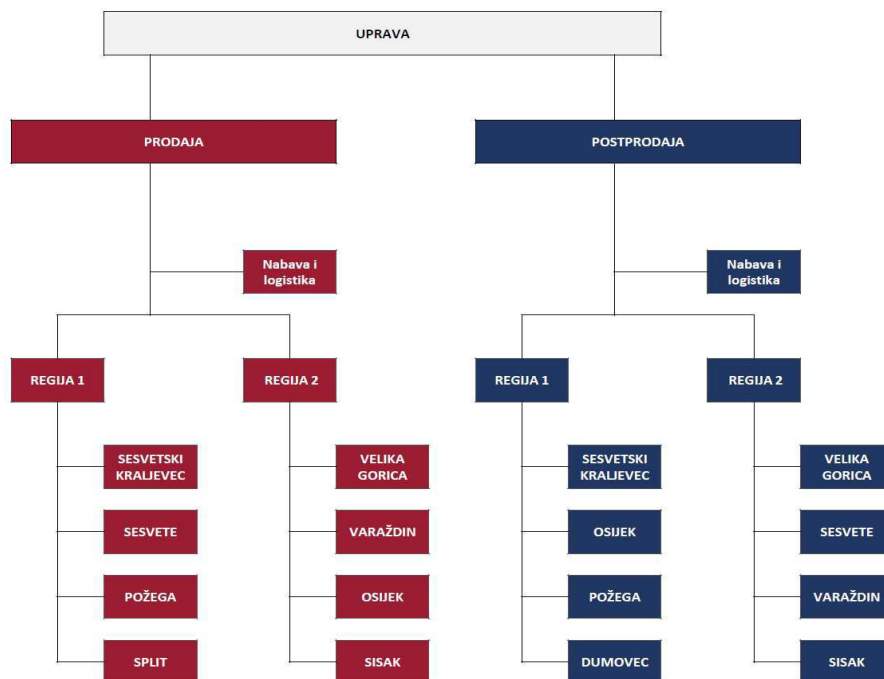 UPRAVA
PRODAJA
POSTPRODAJA
Nabava i
logistika
Nabava i
logistika
REGIJA 1
REGIJA 2
REGIJA 1
REGIJA 2
SESVETSKI
KRALJEVEC
VELIKA
GORICA
SESVETSKI
KRALJEVEC
VELIKA
GORICA
SESVETE
VARAŽDIN
OSIJEK
SESVETE
POŽEGA
OSIJEK
POŽEGA
VARAŽDIN
SPLIT
SISAK
DUMOVEC
SISAK